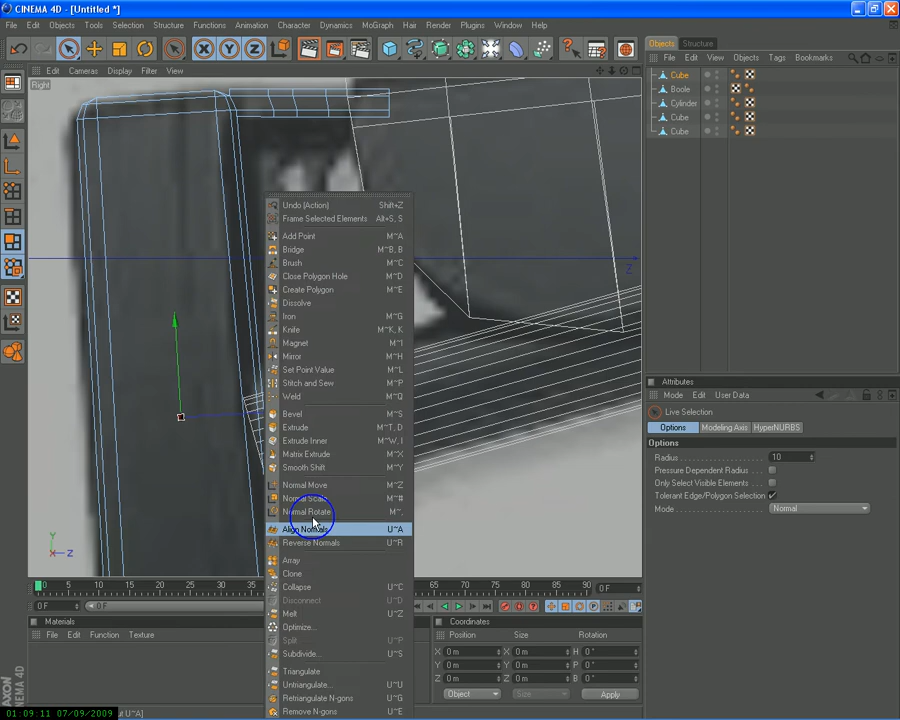 CINEMA 4D - [Untitled *]
File Edit Objects Tools Selection Structure Functions Animation Character Dynamics MoGraph Hair Render Plugins Window Help
Edit Cameras Display Filter View
Right
Z
Y
Z
Undo (Action) Shift+Z
Frame Selected Elements Alt+S, S
Add Point M~A
Bridge M~B, B
Brush M~C
Close Polygon Hole M~D
Create Polygon M~E
Dissolve
Iron M~G
Knife M~K, K
Magnet M~I
Mirror M~H
Set Point Value M~L
Stitch and Sew M~P
Weld M~Q
Bevel M~S
Extrude M~T, D
Extrude Inner M~W, I
Matrix Extrude M~X
Smooth Shift M~Y
Normal Move M~Z
Normal Scale M~#
Normal Rotate M~,
Align Normals U~A
Reverse Normals U~R
Array
Clone
Collapse U~C
Disconnect U~D
Melt U~Z
Optimize...
Split U~P
Subdivide... U~S
Triangulate
Untriangulate... U~U
Retriangulate N-gons U~G
Remove N-gons U~E
Objects Structure
File Edit View Objects Tags Bookmarks
Cube
Boole
Cylinder
Cube
Cube
Attributes
Mode Edit User Data
Live Selection
Options Modeling Axis HyperNURBS
Options
Radius 10
Pressure Dependent Radius
Only Select Visible Elements
Tolerant Edge/Polygon Selection
Mode Normal
0 5 10 15 20 25 30 35 65 70 75 80 85 90 0 F
0 F 0 F 90 F
Materials
File Edit Function Texture
Coordinates
Position Size Rotation
X 0 m X 0 m H 0 °
Y 0 m Y 0 m P 0 °
Z 0 m Z 0 m B 0 °
Object Size Apply
MAXON
CINEMA 4D
01:09:11 07/09/2009
U~A]